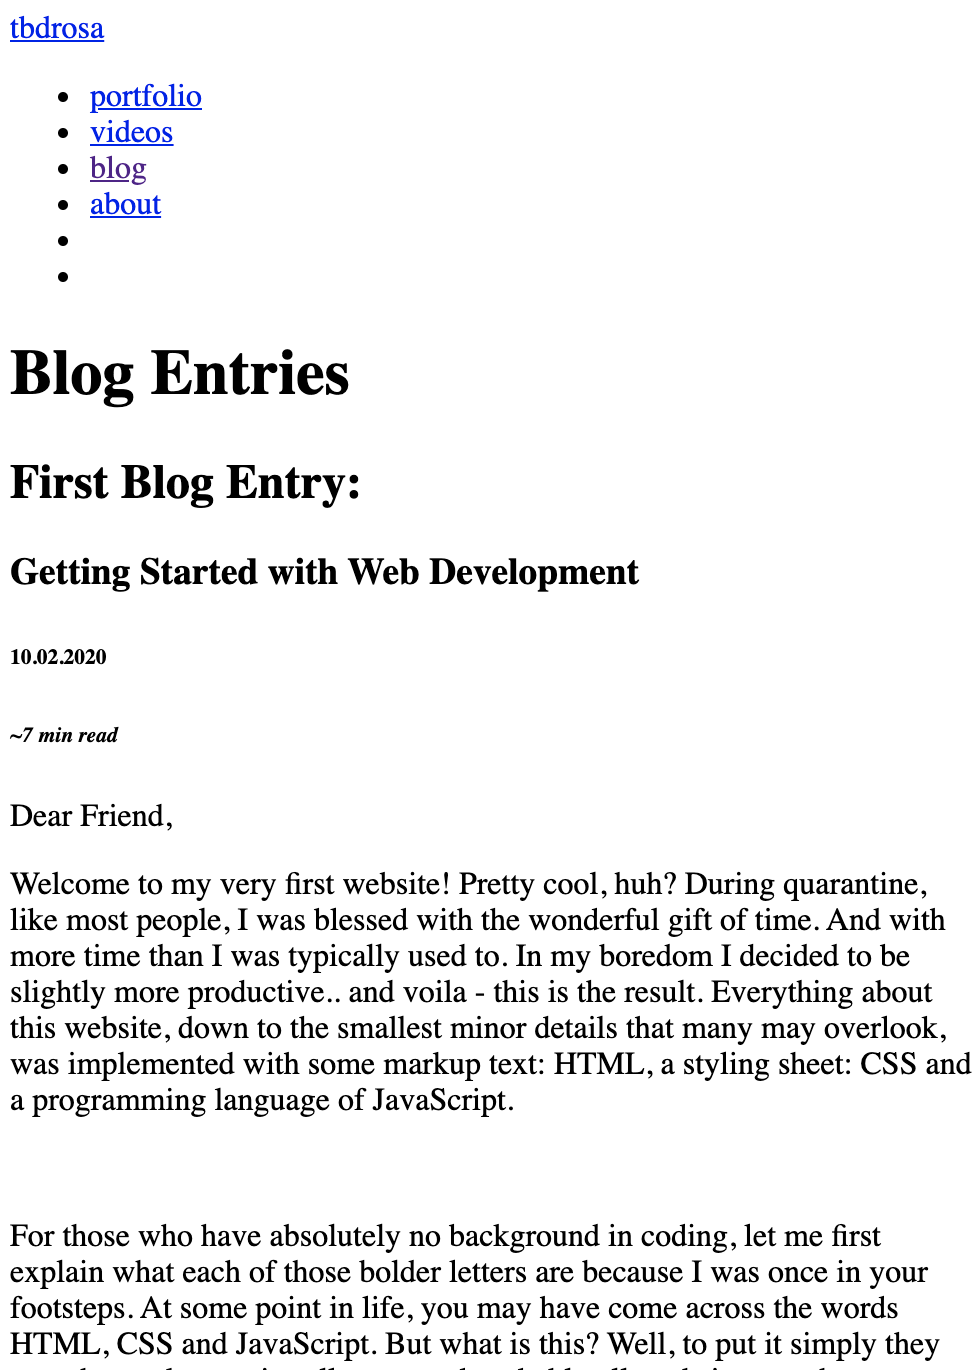 tbdrosa
portfolio
videos
blog
about
Blog Entries
First Blog Entry:
Getting Started with Web Development
10.02.2020
~7 min read
Dear Friend,
Welcome to my very first website! Pretty cool, huh? During quarantine,
like most people, I was blessed with the wonderful gift of time. And with
more time than I was typically used to. In my boredom I decided to be
slightly more productive.. and voila - this is the result. Everything about
this website, down to the smallest minor details that many may overlook,
was implemented with some markup text: HTML, a styling sheet: CSS and
a programming language of JavaScript.
For those who have absolutely no background in coding, let me first
explain what each of those bolder letters are because I was once in your
footsteps. At some point in life, you may have come across the words
HTML, CSS and JavaScript. But what is this? Well, to put it simply they